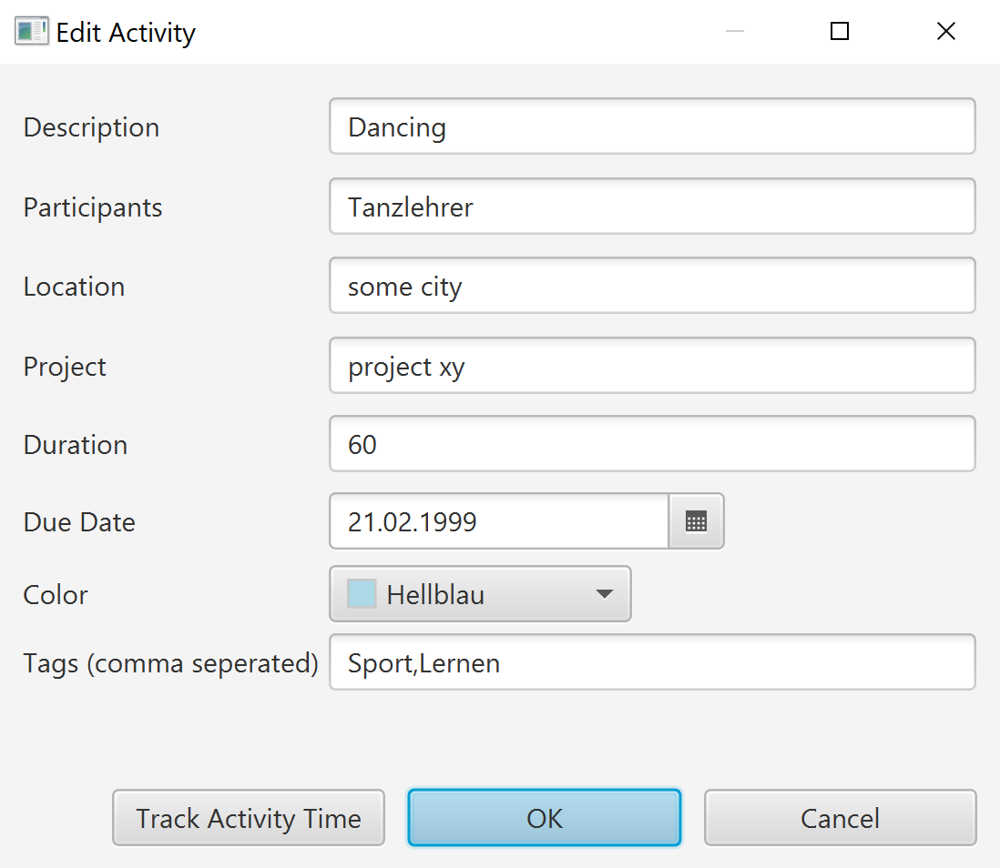 Edit Activity
Description Dancing
Participants Tanzlehrer
Location some city
Project project xy
Duration 60
Due Date 21.02.1999
Color Hellblau
Tags (comma seperated) Sport,Lernen
Track Activity Time OK Cancel